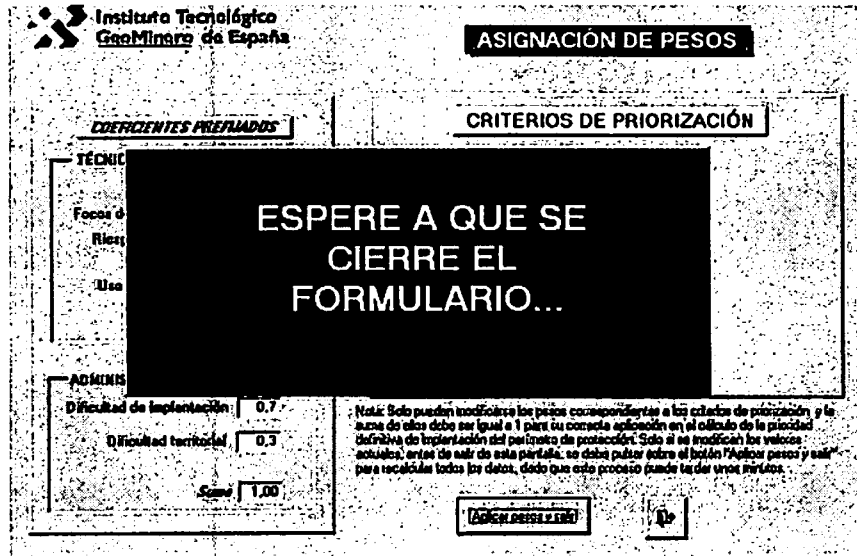 Instituto Tecnológico
GeoMinero de España
ASIGNACIÓN DE PESOS
COEFICIENTES PREFIJADOS
CRITERIOS DE PRIORIZACIÓN
TÉCNIC
Focos d
Ries
Uso
ESPERE A QUE SE
CIERRE EL
FORMULARIO...
ADMINIS
Dificultad de implantación 0,7
Dificultad territorial 0,3
Suma 1,00
Nota: Solo pueden modificarse los pesos correspondientes a los criterios de priorización y la
suma de ellos debe ser igual a 1 para su correcta aplicación en el cálculo de la prioridad
definitiva de implantación del perímetro de protección. Solo si se modifican los valores
actuales, antes de salir de esta pantalla, se debe pulsar sobre el botón "Aplicar pesos y salir"
para recalcular todos los datos, dado que este proceso puede tardar unos minutos.
Aplicar pesos y salir